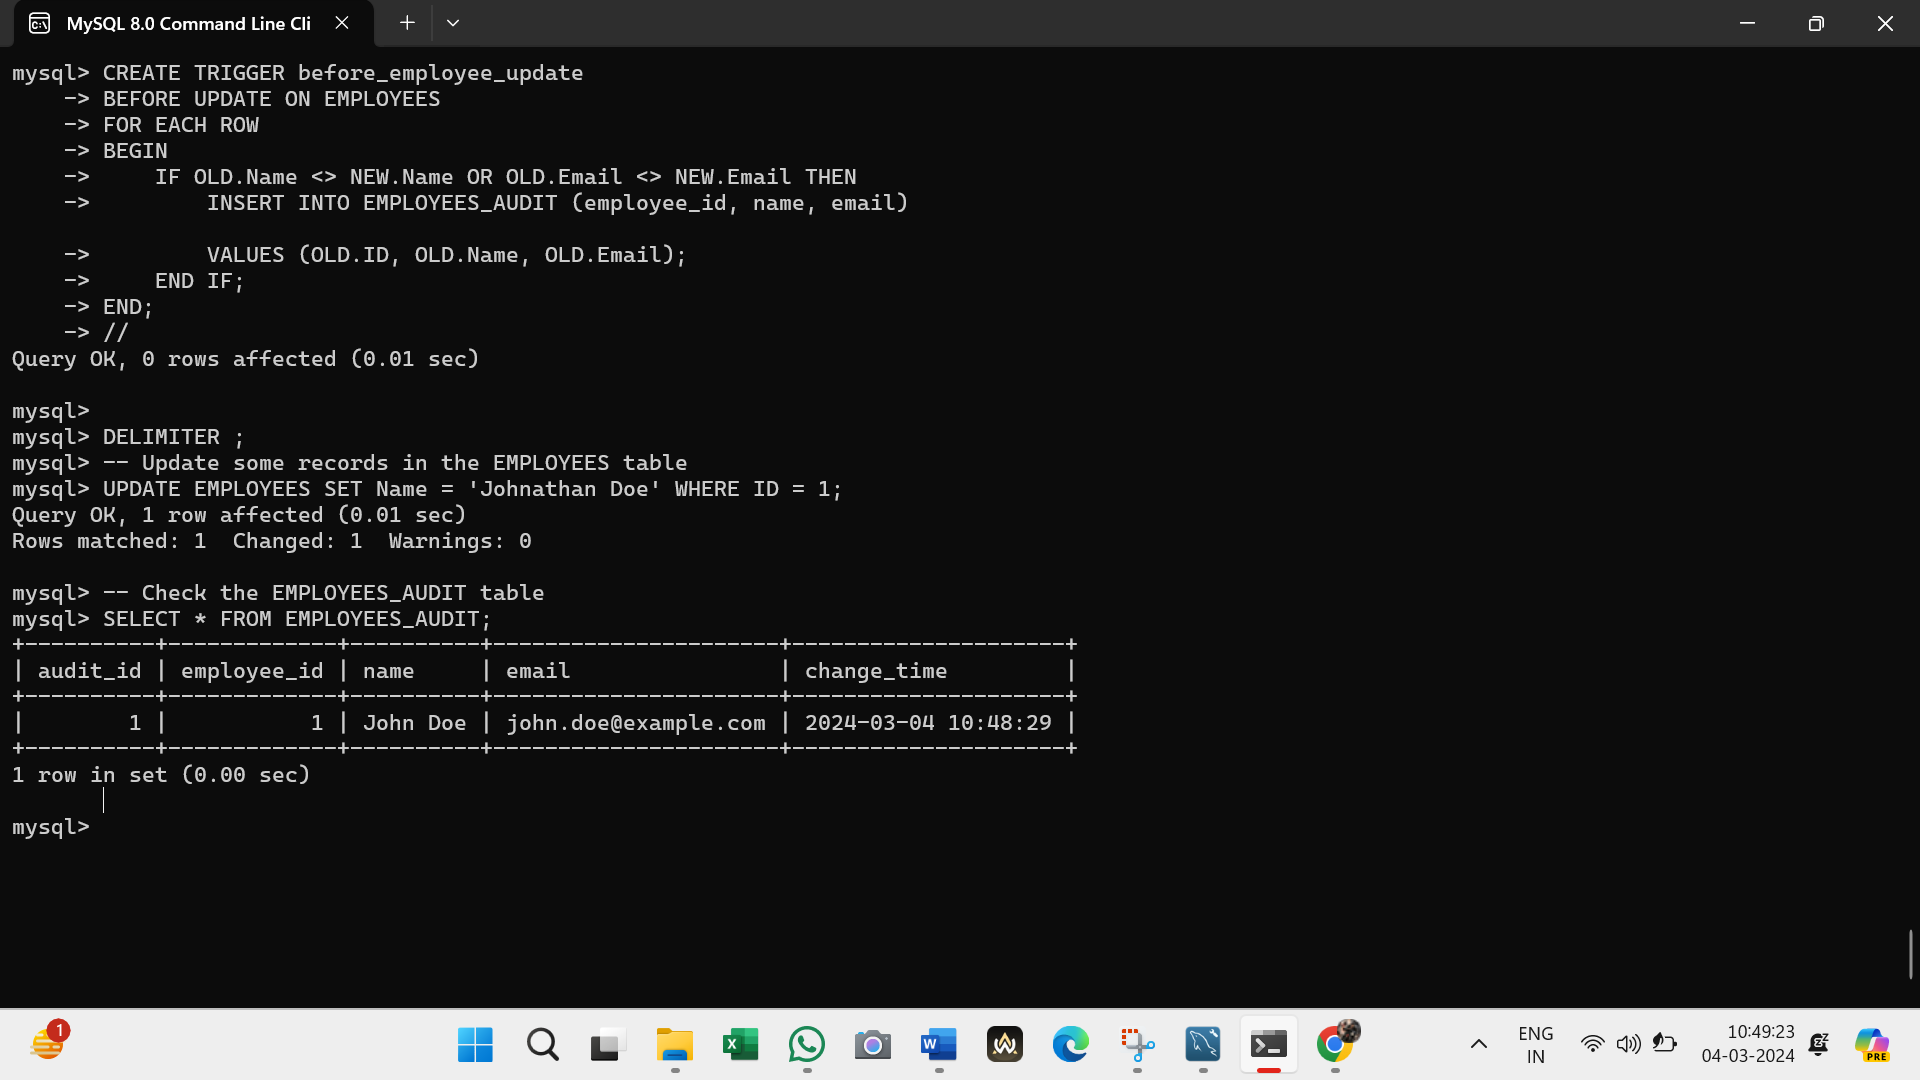 MySQL 8.0 Command Line Cli
mysql> CREATE TRIGGER before_employee_update
    -> BEFORE UPDATE ON EMPLOYEES
    -> FOR EACH ROW
    -> BEGIN
    ->     IF OLD.Name <> NEW.Name OR OLD.Email <> NEW.Email THEN
    ->         INSERT INTO EMPLOYEES_AUDIT (employee_id, name, email)
    ->         VALUES (OLD.ID, OLD.Name, OLD.Email);
    ->     END IF;
    -> END;
    -> //
Query OK, 0 rows affected (0.01 sec)
mysql>
mysql> DELIMITER ;
mysql> -- Update some records in the EMPLOYEES table
mysql> UPDATE EMPLOYEES SET Name = 'Johnathan Doe' WHERE ID = 1;
Query OK, 1 row affected (0.01 sec)
Rows matched: 1  Changed: 1  Warnings: 0
mysql> -- Check the EMPLOYEES_AUDIT table
mysql> SELECT * FROM EMPLOYEES_AUDIT;
+----------+-------------+----------+----------------------+---------------------+
| audit_id | employee_id | name     | email                | change_time         |
+----------+-------------+----------+----------------------+---------------------+
|        1 |           1 | John Doe | john.doe@example.com | 2024-03-04 10:48:29 |
+----------+-------------+----------+----------------------+---------------------+
1 row in set (0.00 sec)
mysql>
1
ENG
IN
10:49:23
04-03-2024
PRE